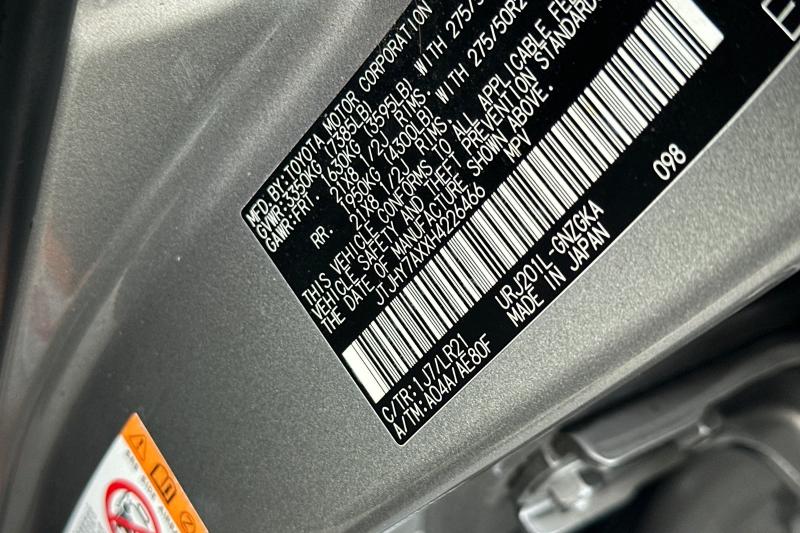 MFD.BY:TOYOTA MOTOR CORPORATION
GVWR:3350KG (7385LB)
GAWR:FRT. 1630KG (3595LB) WITH 275/
21X8 1/2J RIMS.
RR. 1950KG (4300LB) WITH 275/50R2
21X8 1/2J RIMS.
THIS VEHICLE CONFORMS TO ALL APPLICABLE
VEHICLE SAFETY AND THEFT PREVENTION STANDARD
THE DATE OF MANUFACTURE SHOWN ABOVE.
JTJHY7AXXJ4226466 MPV
098
URJ201L-GNZGKA
C/TR:1J7/LR21 MADE IN JAPAN
A/TM:A04A/AE80F